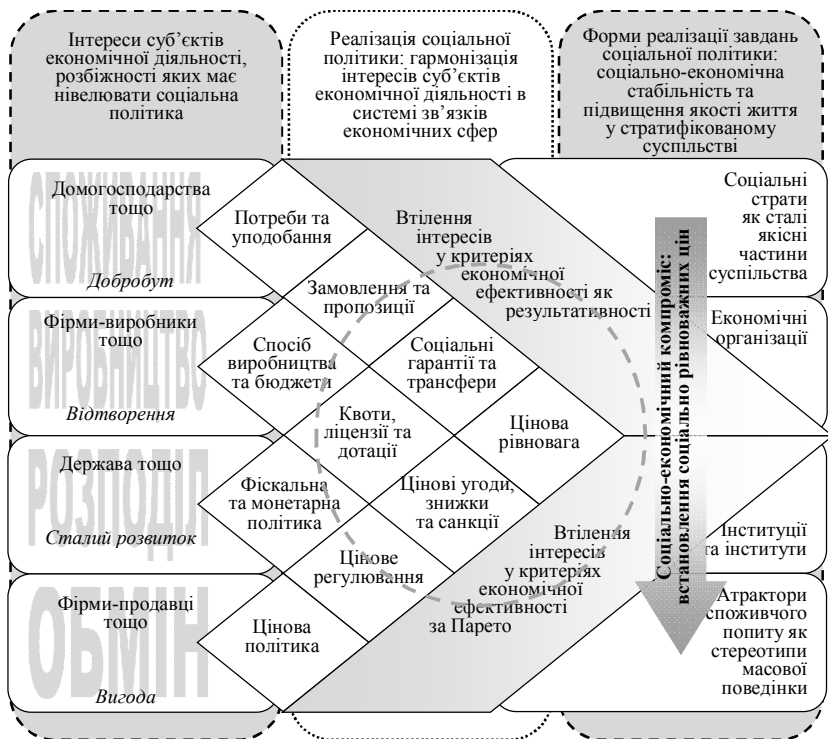 Інтереси суб’єктів
економічної діяльності,
розбіжності яких має
нівелювати соціальна
політика
Реалізація соціальної
політики: гармонізація
інтересів суб’єктів
економічної діяльності в
системі зв’язків
економічних сфер
Форми реалізації завдань
соціальної політики:
соціально-економічна
стабільність та
підвищення якості життя
у стратифікованому
суспільстві
СПОЖИВАННЯ
Домогосподарства
тощо
Добробут
ВИРОБНИЦТВО
Фірми-виробники
тощо
Відтворення
РОЗПОДІЛ
Держава тощо
Сталий розвиток
ОБМІН
Фірми-продавці
тощо
Вигода
Потреби та
уподобання
Замовлення та
пропозиції
Спосіб
виробництва
та бюджети
Соціальні
гарантії та
трансфери
Квоти,
ліцензії та
дотації
Цінова
рівновага
Фіскальна
та монетарна
політика
Цінові угоди,
знижки
та санкції
Цінове
регулювання
Цінова
політика
Втілення
інтересів
у критеріях
економічної
ефективності як
результативності
Втілення
інтересів
у критеріях
економічної
ефективності
за Парето
Соціально-економічний компроміс:
встановлення соціально рівноважних цін
Соціальні
страти
як сталі
якісні
частини
суспільства
Економічні
організації
Інституції
та інститути
Атрактори
споживчого
попиту як
стереотипи
масової
поведінки